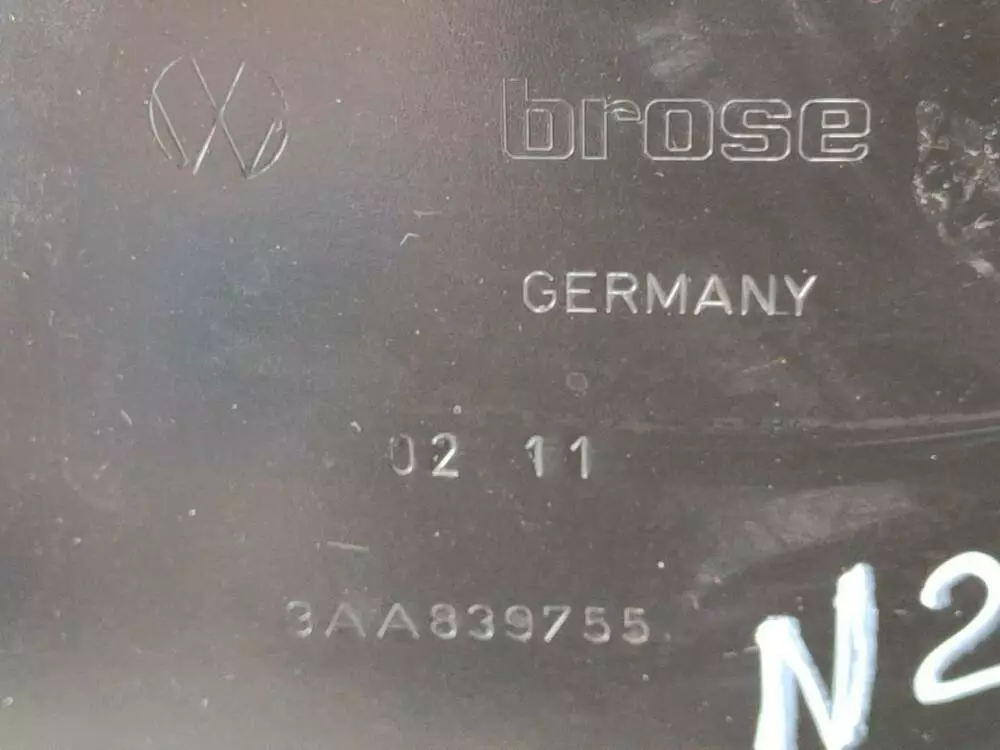 brose
GERMANY
02 11
3AA839755
N2